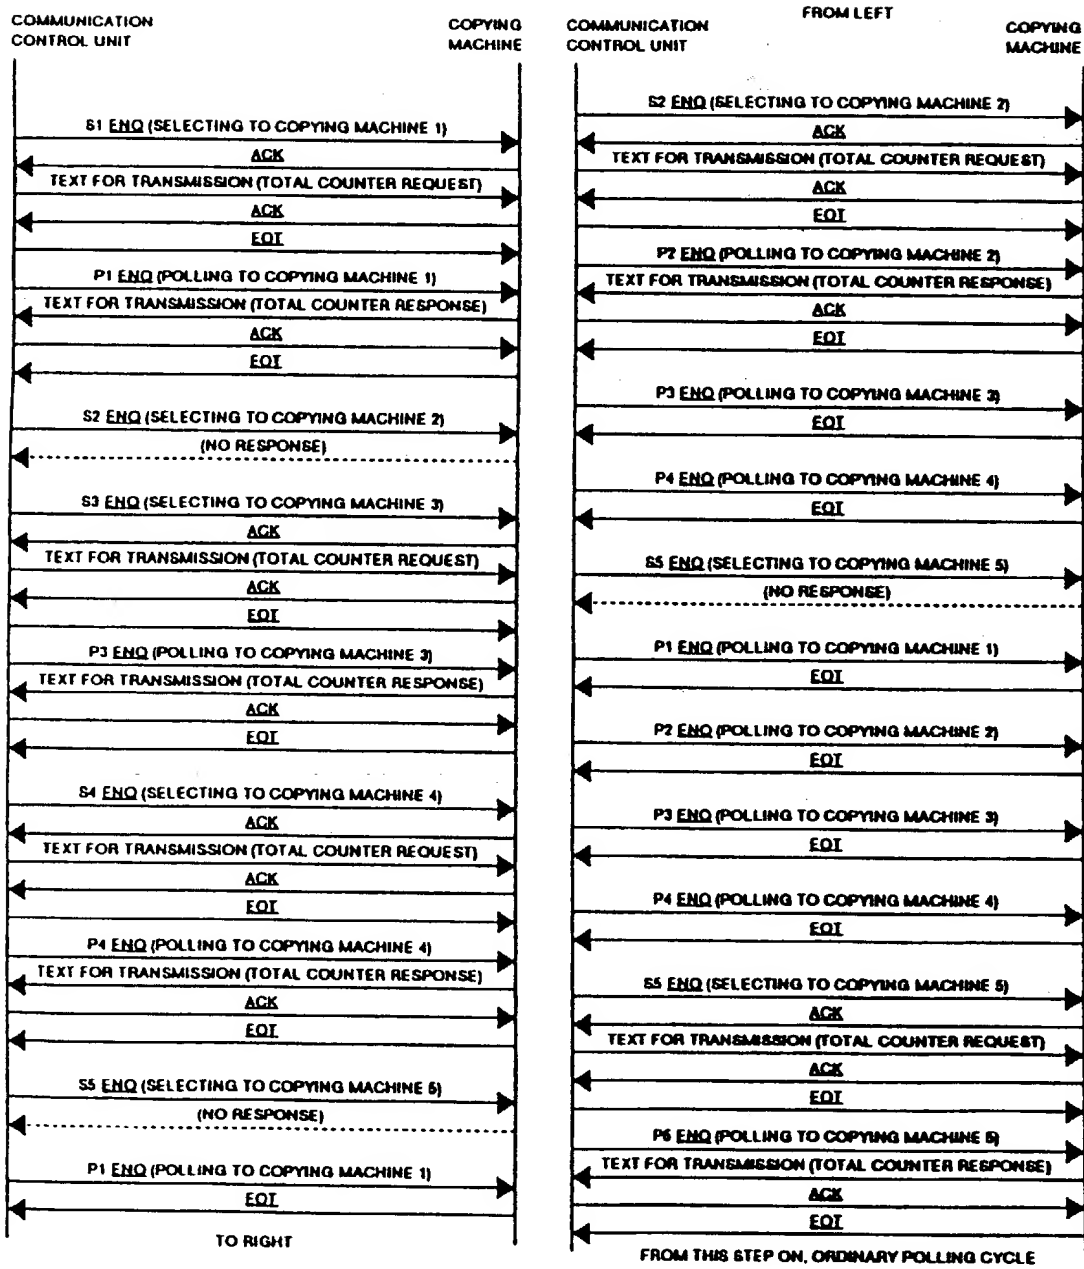 COMMUNICATION
CONTROL UNIT
COPYING
MACHINE
S1 ENQ (SELECTING TO COPYING MACHINE 1)
ACK
TEXT FOR TRANSMISSION (TOTAL COUNTER REQUEST)
ACK
EOT
P1 ENQ (POLLING TO COPYING MACHINE 1)
TEXT FOR TRANSMISSION (TOTAL COUNTER RESPONSE)
ACK
EOT
S2 ENQ (SELECTING TO COPYING MACHINE 2)
(NO RESPONSE)
S3 ENQ (SELECTING TO COPYING MACHINE 3)
ACK
TEXT FOR TRANSMISSION (TOTAL COUNTER REQUEST)
ACK
EOT
P3 ENQ (POLLING TO COPYING MACHINE 3)
TEXT FOR TRANSMISSION (TOTAL COUNTER RESPONSE)
ACK
EOT
S4 ENQ (SELECTING TO COPYING MACHINE 4)
ACK
TEXT FOR TRANSMISSION (TOTAL COUNTER REQUEST)
ACK
EOT
P4 ENQ (POLLING TO COPYING MACHINE 4)
TEXT FOR TRANSMISSION (TOTAL COUNTER RESPONSE)
ACK
EOT
S5 ENQ (SELECTING TO COPYING MACHINE 5)
(NO RESPONSE)
P1 ENQ (POLLING TO COPYING MACHINE 1)
EOT
TO RIGHT
FROM LEFT
COMMUNICATION
CONTROL UNIT
COPYING
MACHINE
S2 ENQ (SELECTING TO COPYING MACHINE 2)
ACK
TEXT FOR TRANSMISSION (TOTAL COUNTER REQUEST)
ACK
EOT
P2 ENQ (POLLING TO COPYING MACHINE 2)
TEXT FOR TRANSMISSION (TOTAL COUNTER RESPONSE)
ACK
EOT
P3 ENQ (POLLING TO COPYING MACHINE 3)
EOT
P4 ENQ (POLLING TO COPYING MACHINE 4)
EOT
S5 ENQ (SELECTING TO COPYING MACHINE 5)
(NO RESPONSE)
P1 ENQ (POLLING TO COPYING MACHINE 1)
EOT
P2 ENQ (POLLING TO COPYING MACHINE 2)
EOT
P3 ENQ (POLLING TO COPYING MACHINE 3)
EOT
P4 ENQ (POLLING TO COPYING MACHINE 4)
EOT
S5 ENQ (SELECTING TO COPYING MACHINE 5)
ACK
TEXT FOR TRANSMISSION (TOTAL COUNTER REQUEST)
ACK
EOT
P5 ENQ (POLLING TO COPYING MACHINE 5)
TEXT FOR TRANSMISSION (TOTAL COUNTER RESPONSE)
ACK
EOT
FROM THIS STEP ON, ORDINARY POLLING CYCLE